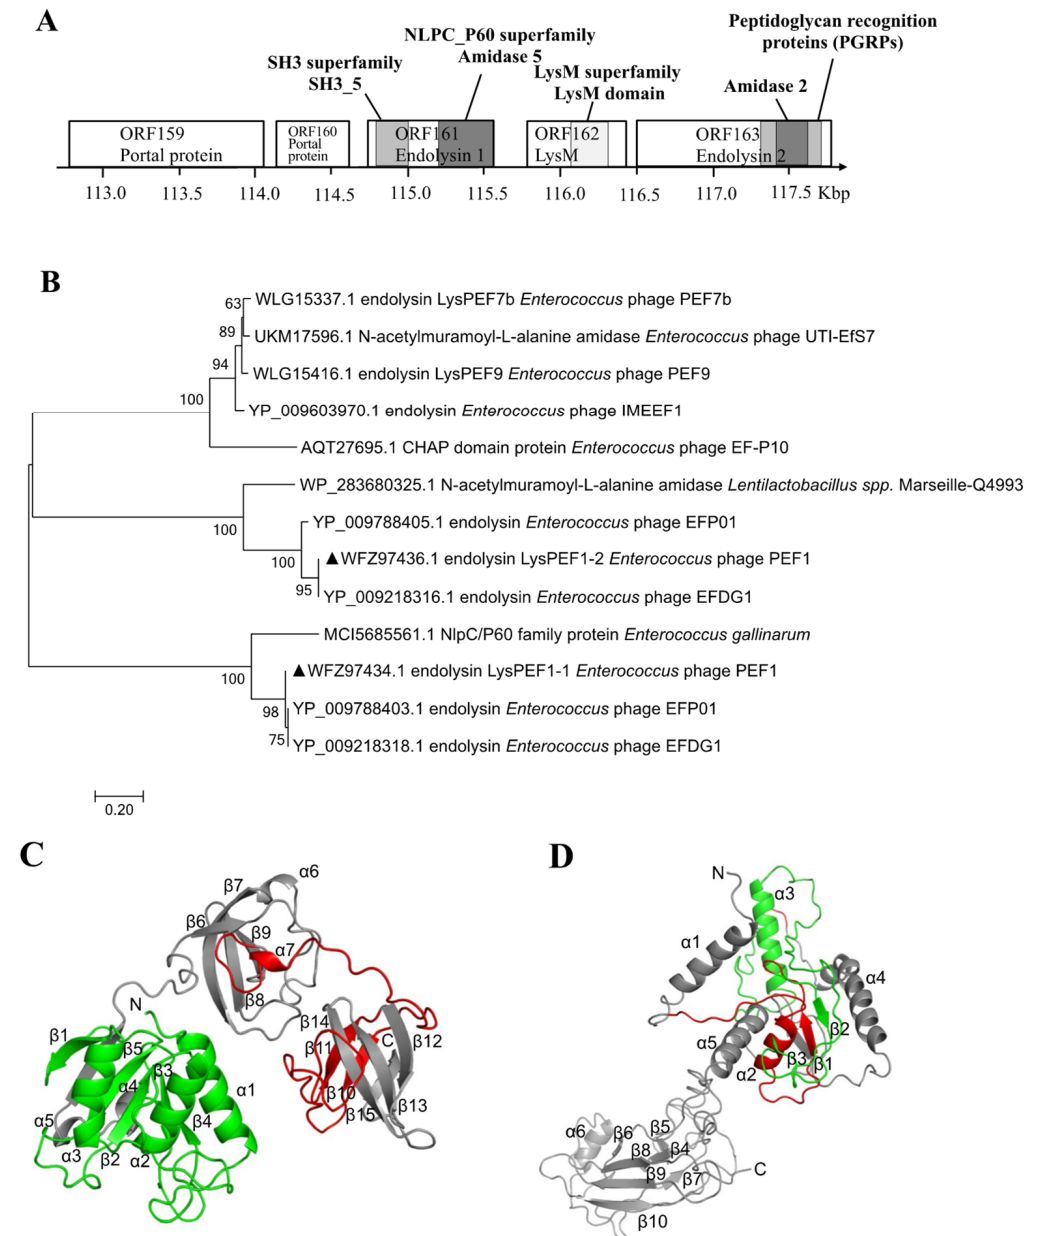 A
Peptidoglycan recognition
proteins (PGRPs)
NLPC_P60 superfamily
Amidase 5
SH3 superfamily
SH3_5
LysM superfamily
LysM domain
Amidase 2
ORF159
Portal protein
ORF160
Portal
protein
ORF161
Endolysin 1
ORF162
LysM
ORF163
Endolysin 2
113.0 113.5 114.0 114.5 115.0 115.5 116.0 116.5 117.0 117.5 Kbp
B
63 WLG15337.1 endolysin LysPEF7b Enterococcus phage PEF7b
89 UKM17596.1 N-acetylmuramoyl-L-alanine amidase Enterococcus phage UTI-EfS7
94 WLG15416.1 endolysin LysPEF9 Enterococcus phage PEF9
100 YP_009603970.1 endolysin Enterococcus phage IMEEF1
AQT27695.1 CHAP domain protein Enterococcus phage EF-P10
WP_283680325.1 N-acetylmuramoyl-L-alanine amidase Lentilactobacillus spp. Marseille-Q4993
100 YP_009788405.1 endolysin Enterococcus phage EFP01
100 ▲WFZ97436.1 endolysin LysPEF1-2 Enterococcus phage PEF1
95 YP_009218316.1 endolysin Enterococcus phage EFDG1
MCI5685561.1 NlpC/P60 family protein Enterococcus gallinarum
100 ▲WFZ97434.1 endolysin LysPEF1-1 Enterococcus phage PEF1
98 YP_009788403.1 endolysin Enterococcus phage EFP01
75 YP_009218318.1 endolysin Enterococcus phage EFDG1
0.20
C
β7 α6
β6
β9
α7
β8
N
β1
β5
β3
α4
α1
α5
β4
α3 β2 α2
β14
C
β12
β11
β10
β15
β13
D
N
α3
α1
α4
β2
α5
β3
β1
α2
α6
β6
β5
β8
β4
β9
β7
C
β10